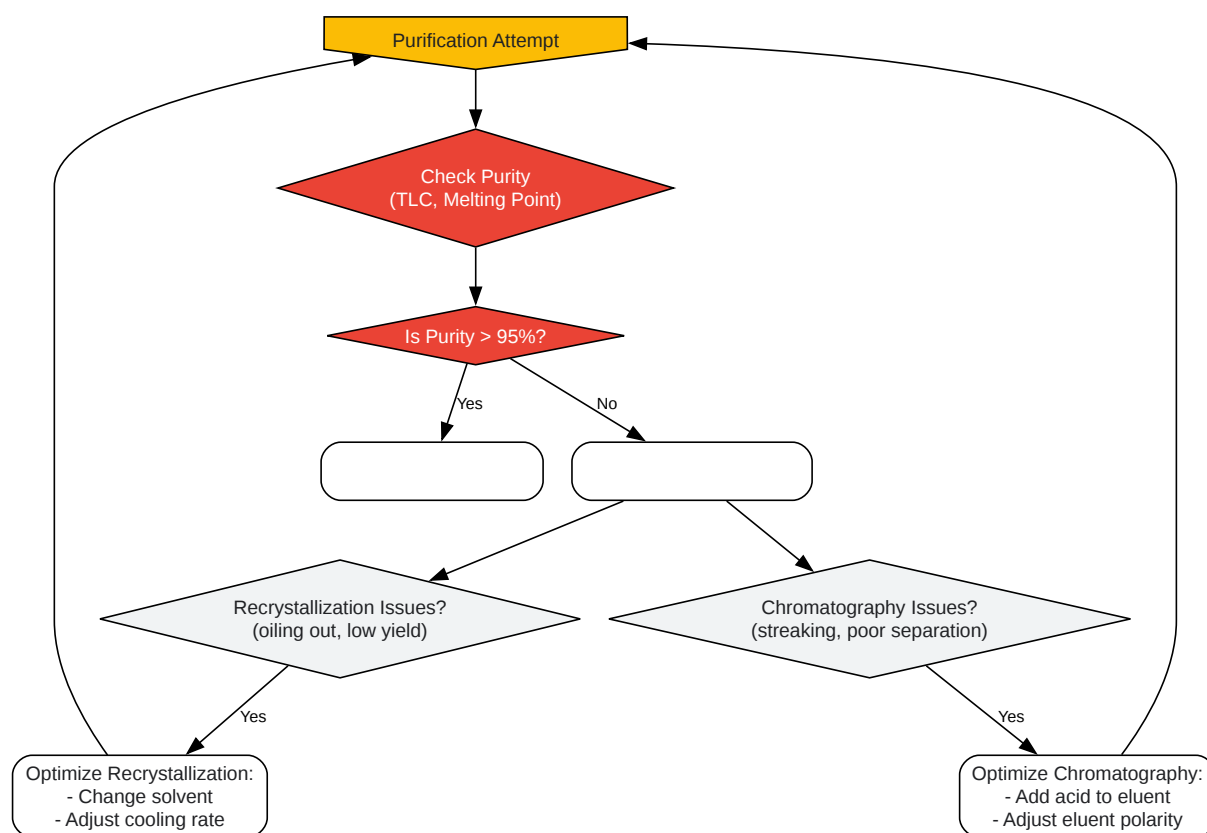 Purification Attempt
Check Purity
(TLC, Melting Point)
Is Purity > 95%?
Yes
No
Recrystallization Issues?
(oiling out, low yield)
Chromatography Issues?
(streaking, poor separation)
Yes
Yes
Optimize Recrystallization:
- Change solvent
- Adjust cooling rate
Optimize Chromatography:
- Add acid to eluent
- Adjust eluent polarity